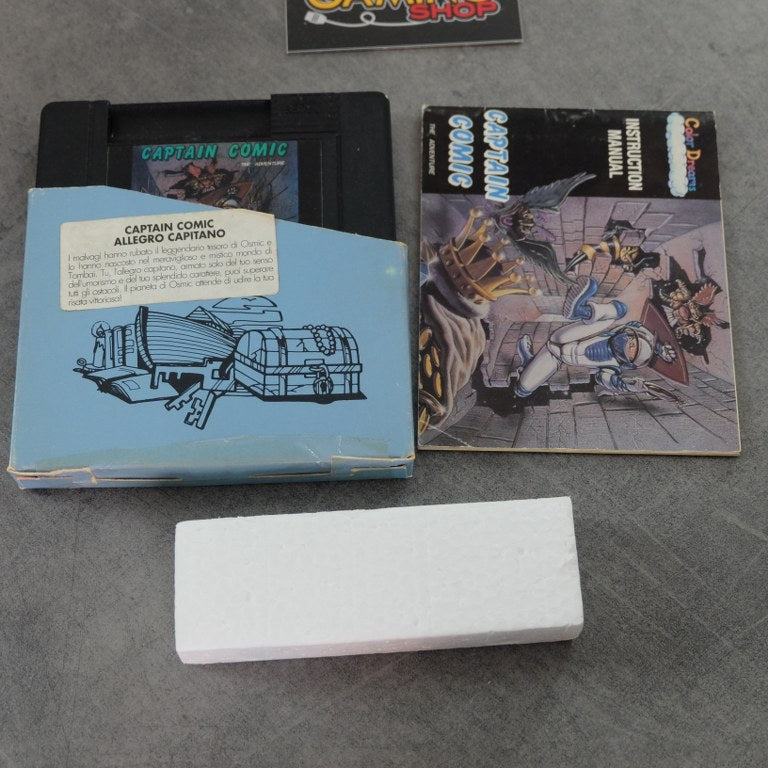 GAMING
SHOP
CAPTAIN COMIC
THE ADVENTURE
CAPTAIN COMIC
ALLEGRO CAPITANO
I malvagi hanno rubato il leggendario tesoro di Osmic e
lo hanno nascosto nel meraviglioso e mistico mondo di
Tambai. Tu, l'allegro capitano, armato solo del tuo senso
dell'umorismo e del tuo splendido carattere, puoi superare
tutti gli ostacoli. Il pianeta di Osmic attende di udire la tua
risata vittoriosa!
Color Dreams
INSTRUCTION
MANUAL
CAPTAIN
COMIC
THE ADVENTURE